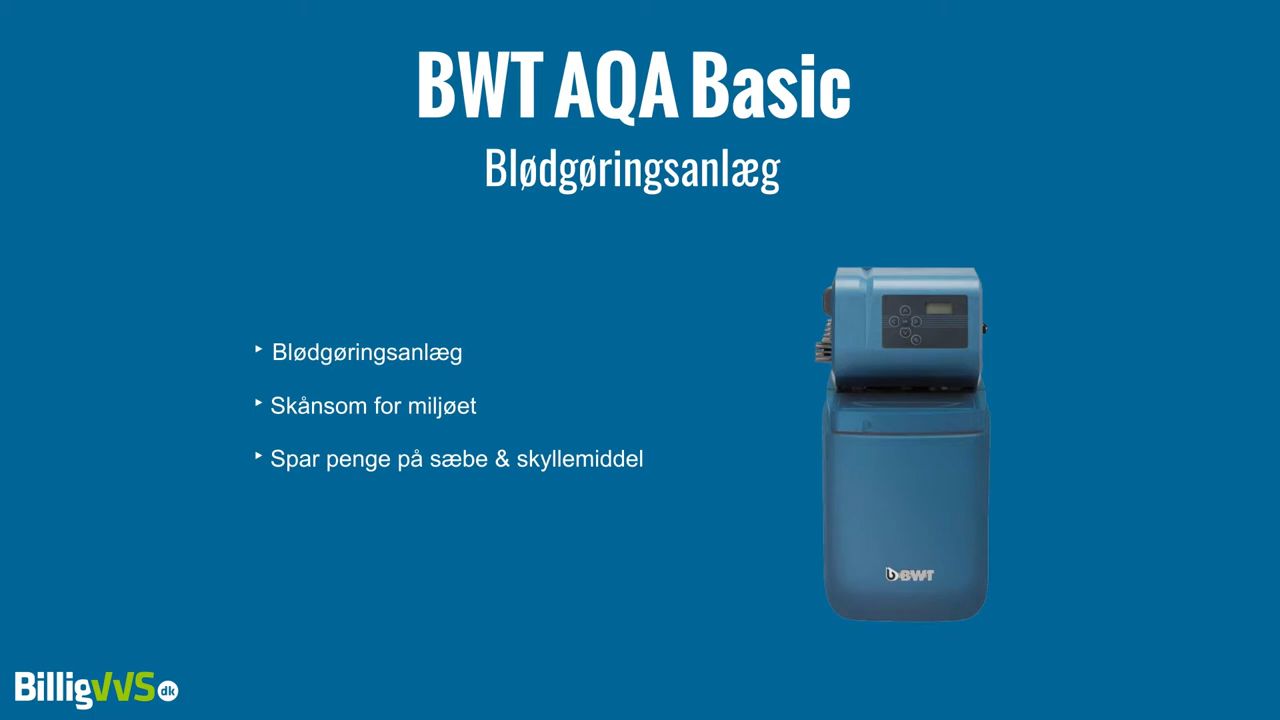 BWT AQA Basic
Blødgøringsanlæg
‣ Blødgøringsanlæg
‣ Skånsom for miljøet
‣ Spar penge på sæbe & skyllemiddel
BWT
BilligVVS.dk